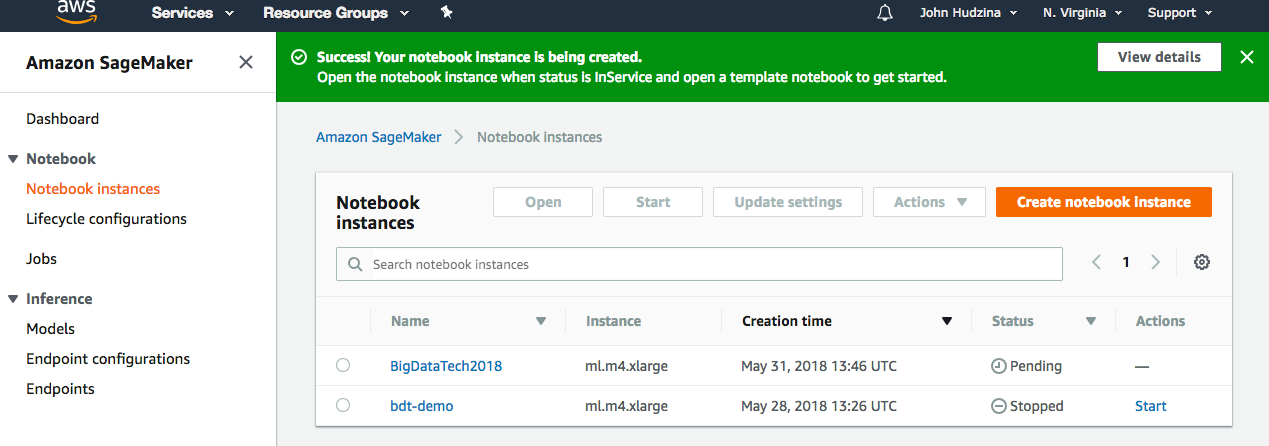 aws
Services
Resource Groups
John Hudzina
N. Virginia
Support
Amazon SageMaker
Dashboard
Notebook
Notebook instances
Lifecycle configurations
Jobs
Inference
Models
Endpoint configurations
Endpoints
Success! Your notebook instance is being created.
Open the notebook instance when status is InService and open a template notebook to get started.
View details
Amazon SageMaker
Notebook instances
Notebook
instances
Open
Start
Update settings
Actions
Create notebook instance
Search notebook instances
1
Name
Instance
Creation time
Status
Actions
BigDataTech2018
ml.m4.xlarge
May 31, 2018 13:46 UTC
Pending
—
bdt-demo
ml.m4.xlarge
May 28, 2018 13:26 UTC
Stopped
Start